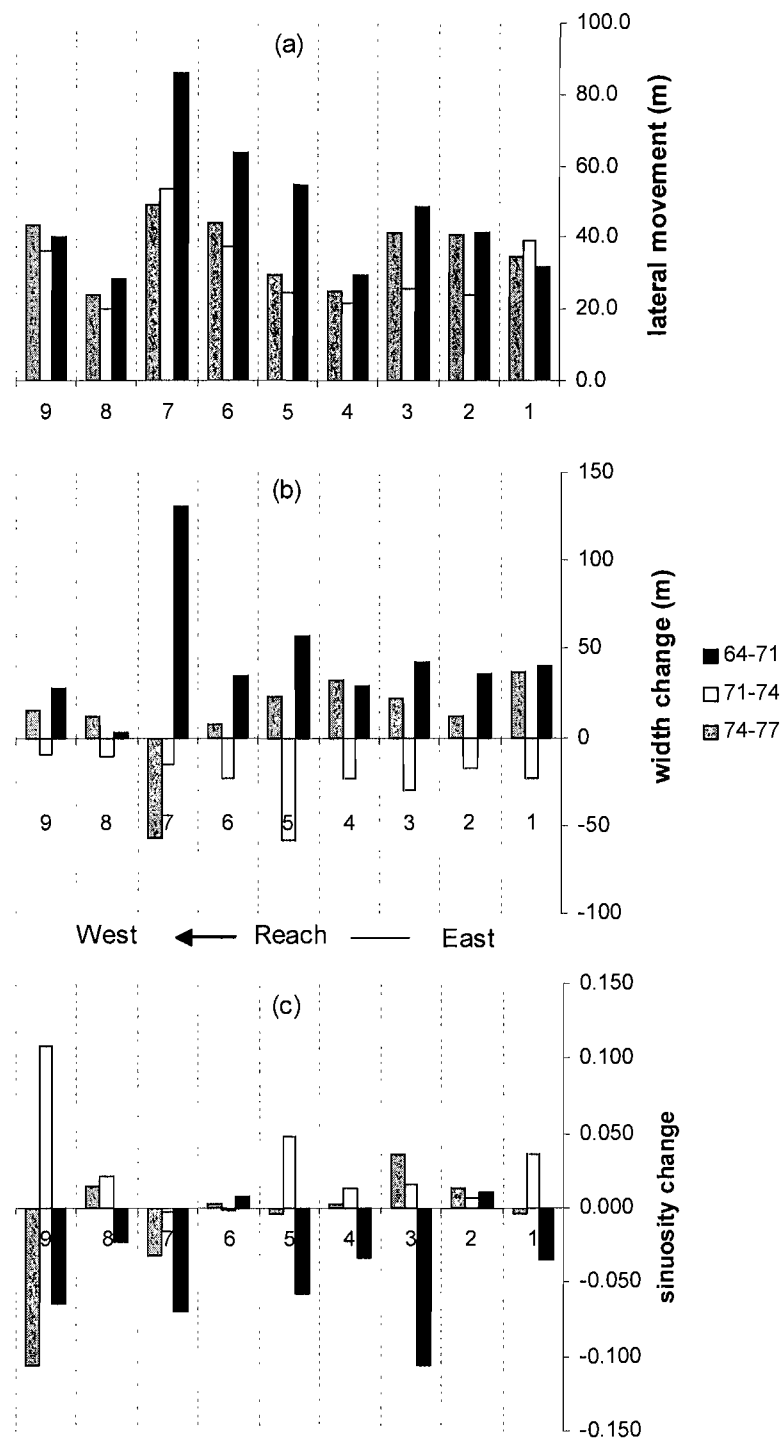 (a)
100.0
80.0
60.0
40.0
20.0
0.0
lateral movement (m)
9 8 7 6 5 4 3 2 1
(b)
150
100
50
0
-50
-100
width change (m)
9 8 7 6 5 4 3 2 1
64-71
71-74
74-77
West Reach East
(c)
0.150
0.100
0.050
0.000
-0.050
-0.100
-0.150
sinuosity change
9 8 7 6 5 4 3 2 1